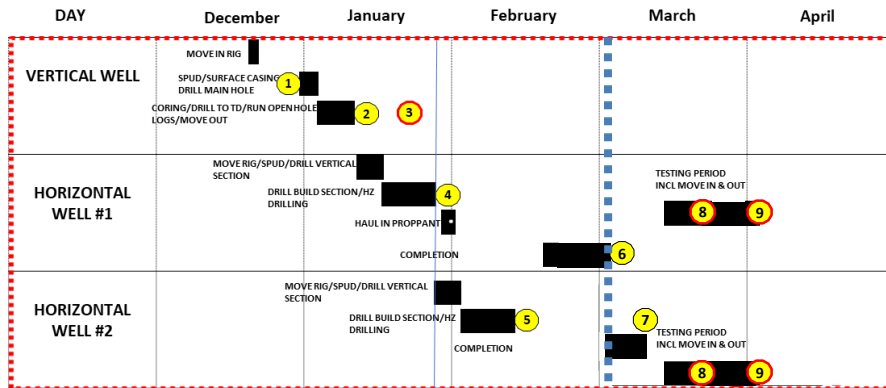 DAY December January February March April
VERTICAL WELL
MOVE IN RIG
SPUD/SURFACE CASING
DRILL MAIN HOLE
1
CORING/DRILL TO TD/RUN OPEN HOLE
LOGS/MOVE OUT
2 3
HORIZONTAL
WELL #1
MOVE RIG/SPUD/DRILL VERTICAL
SECTION
DRILL BUILD SECTION/HZ
DRILLING
4
HAUL IN PROPPANT
COMPLETION
6
TESTING PERIOD
INCL MOVE IN & OUT
8 9
HORIZONTAL
WELL #2
MOVE RIG/SPUD/DRILL VERTICAL
SECTION
DRILL BUILD SECTION/HZ
DRILLING
5
COMPLETION
7
TESTING PERIOD
INCL MOVE IN & OUT
8 9